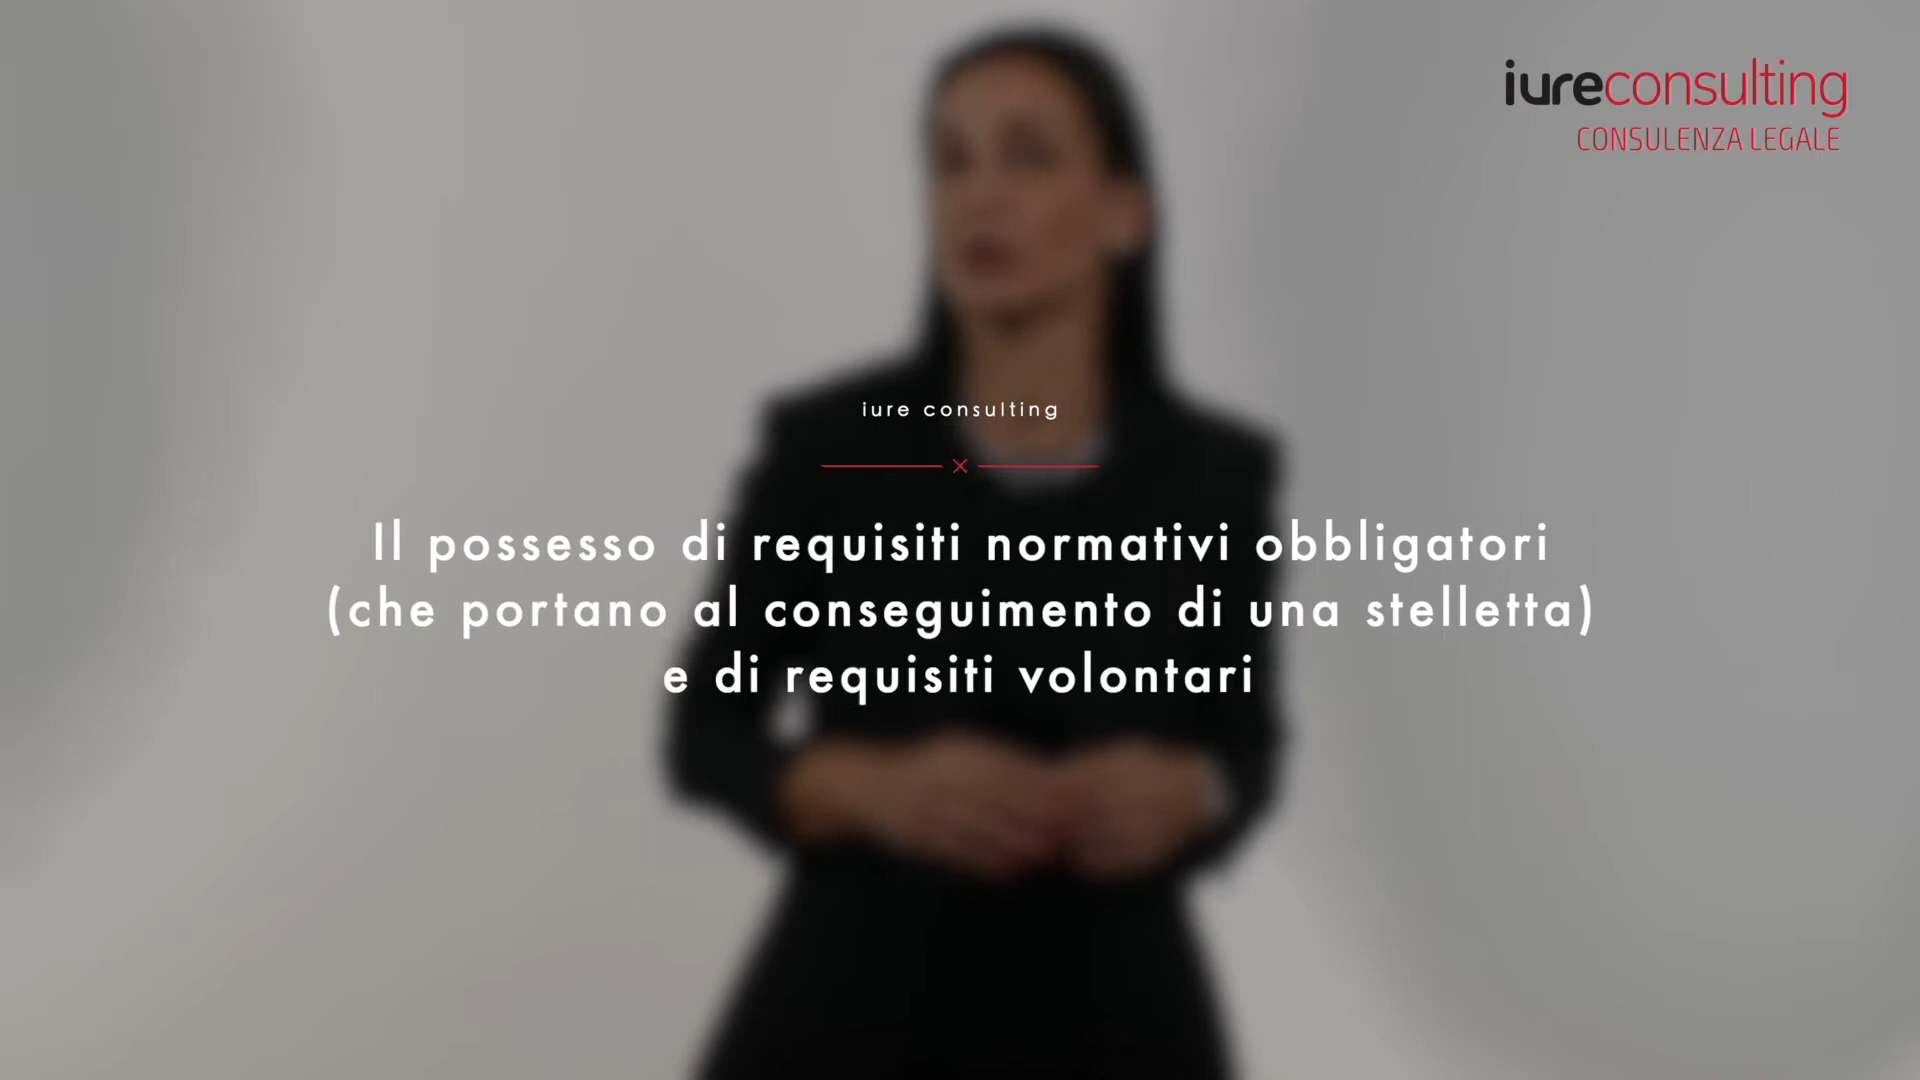 iureconsulting
CONSULENZA LEGALE
iure consulting
Il possesso di requisiti normativi obbligatori
(che portano al conseguimento di una stelletta)
e di requisiti volontari